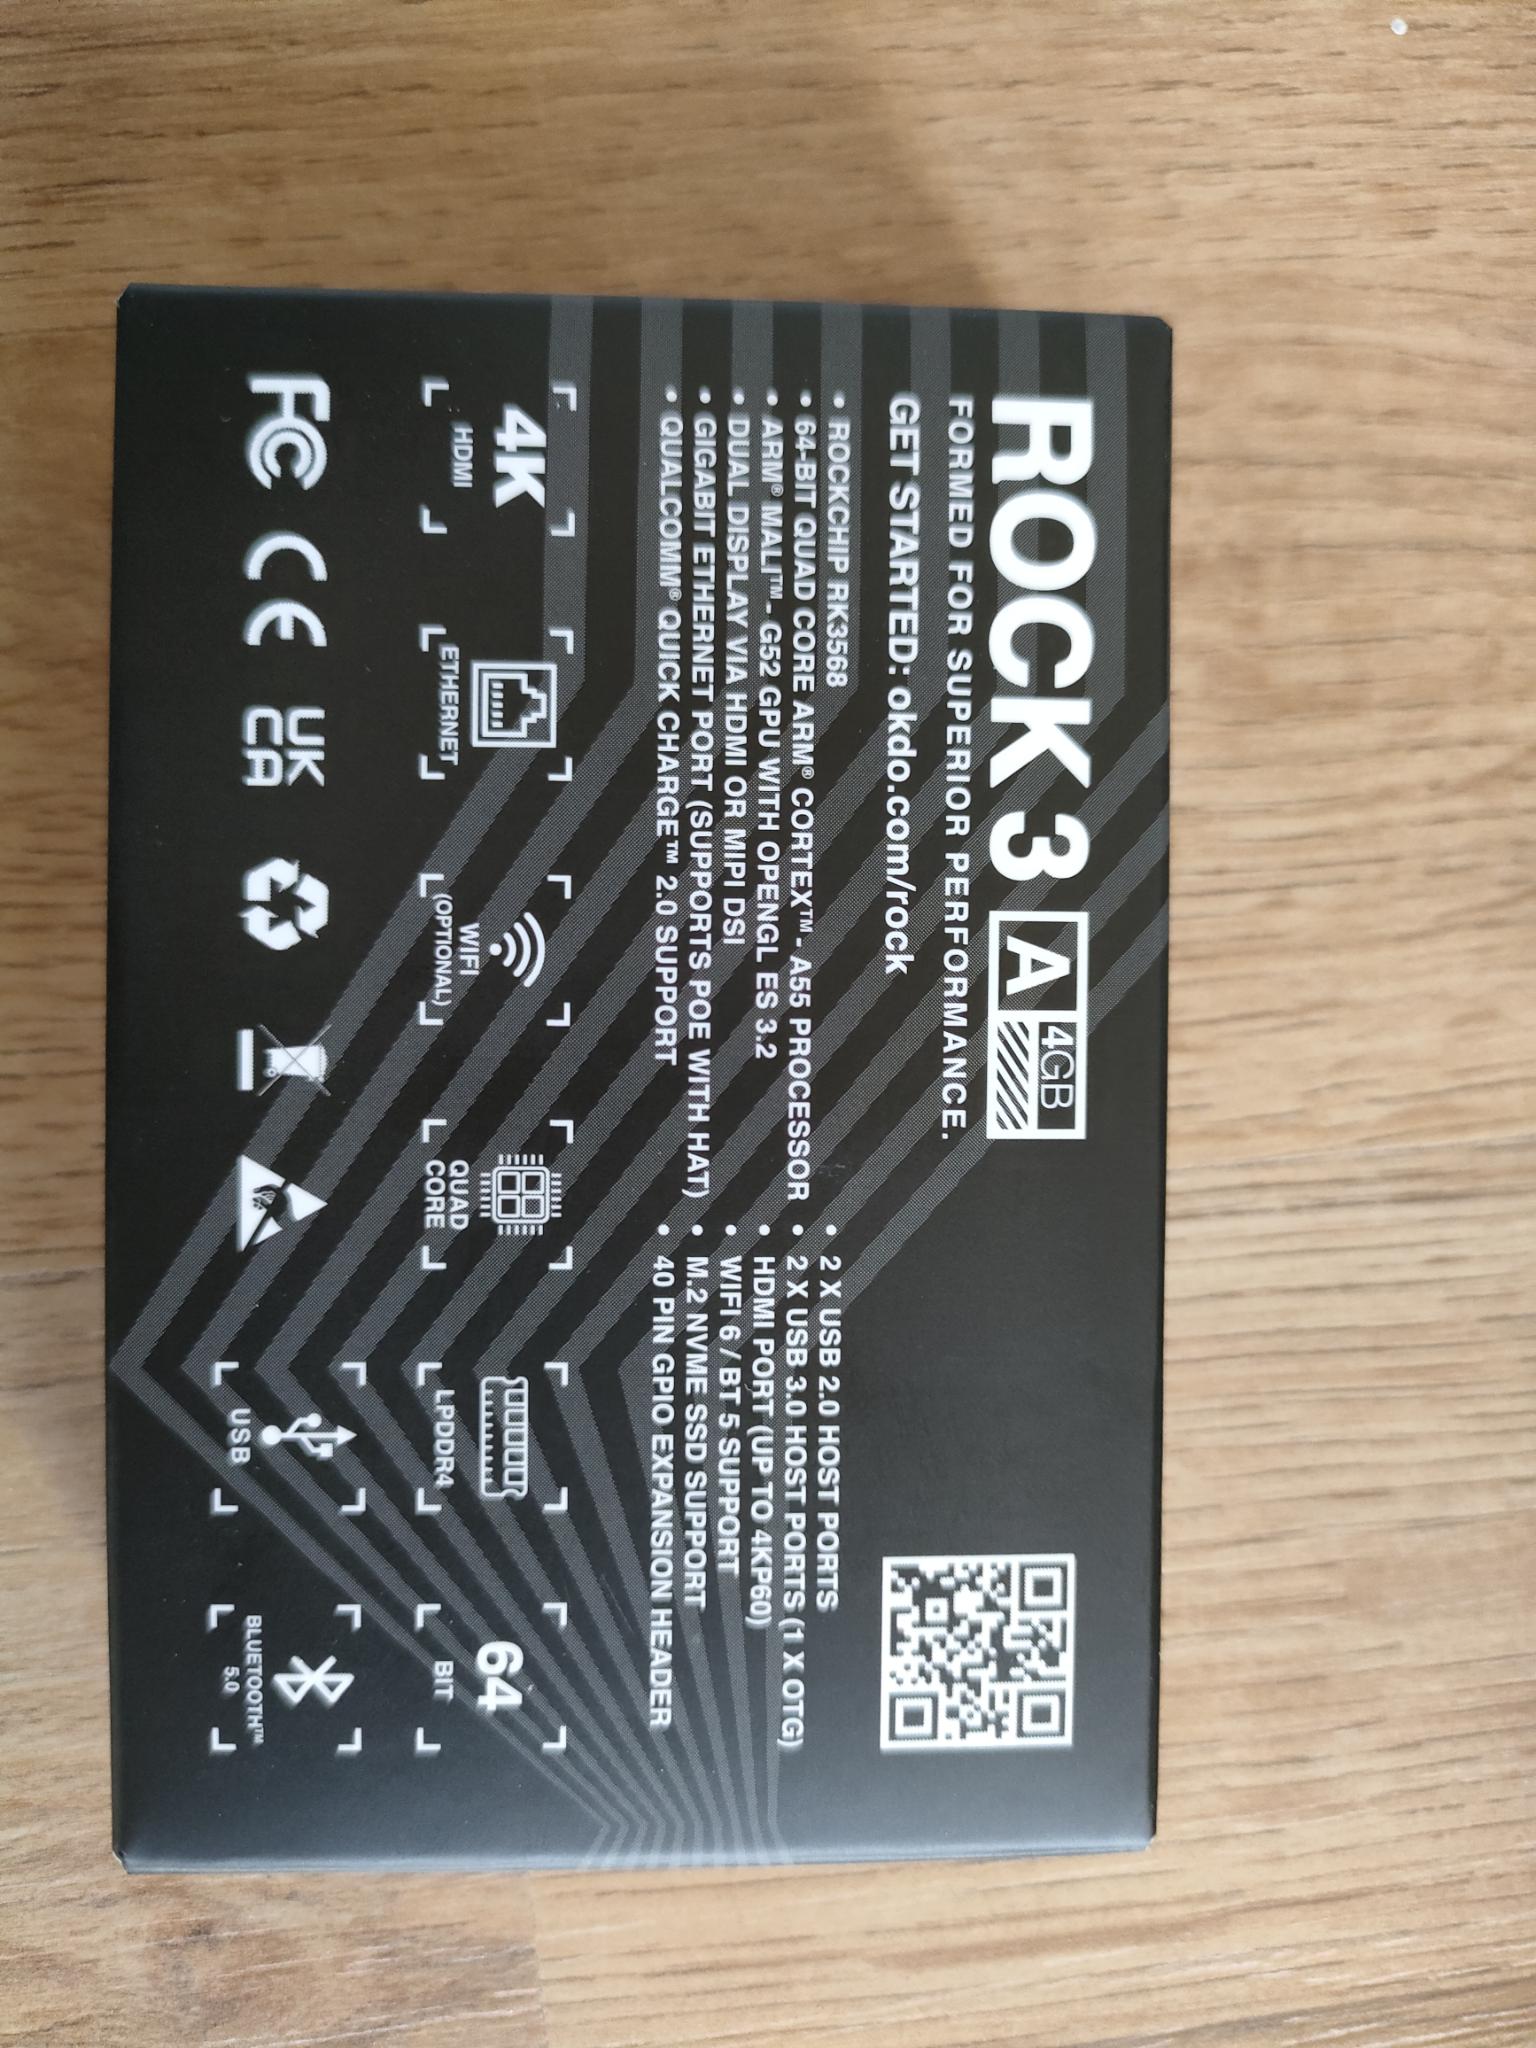 ROCK 3 A 4GB
FORMED FOR SUPERIOR PERFORMANCE.
GET STARTED: okdo.com/rock
• ROCKCHIP RK3568
• 64-BIT QUAD CORE ARM® CORTEX™- A55 PROCESSOR
• ARM® MALI™- G52 GPU WITH OPENGL ES 3.2
• DUAL DISPLAY VIA HDMI OR MIPI DSI
• GIGABIT ETHERNET PORT (SUPPORTS POE WITH HAT)
• QUALCOMM® QUICK CHARGE™ 2.0 SUPPORT
• 2 X USB 2.0 HOST PORTS
• 2 X USB 3.0 HOST PORTS (1 X OTG)
• HDMI PORT (UP TO 4KP60)
• WIFI 6 / BT 5 SUPPORT
• M.2 NVME SSD SUPPORT
• 40 PIN GPIO EXPANSION HEADER
4K
HDMI
ETHERNET
WIFI
(OPTIONAL)
QUAD
CORE
LPDDR4
64
BIT
FC CE UK
CA
USB
BLUETOOTH™
5.0